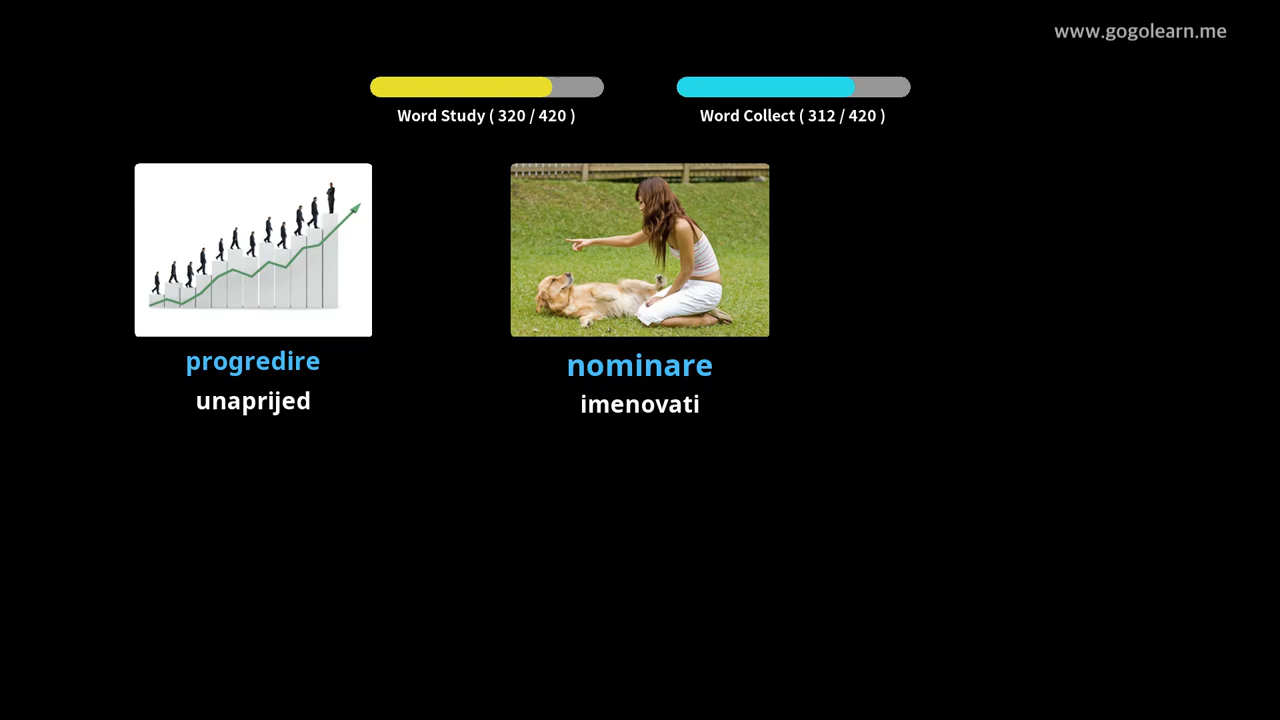 www.gogolearn.me
Word Study ( 320 / 420 )
Word Collect ( 312 / 420 )
progredire
unaprijed
nominare
imenovati